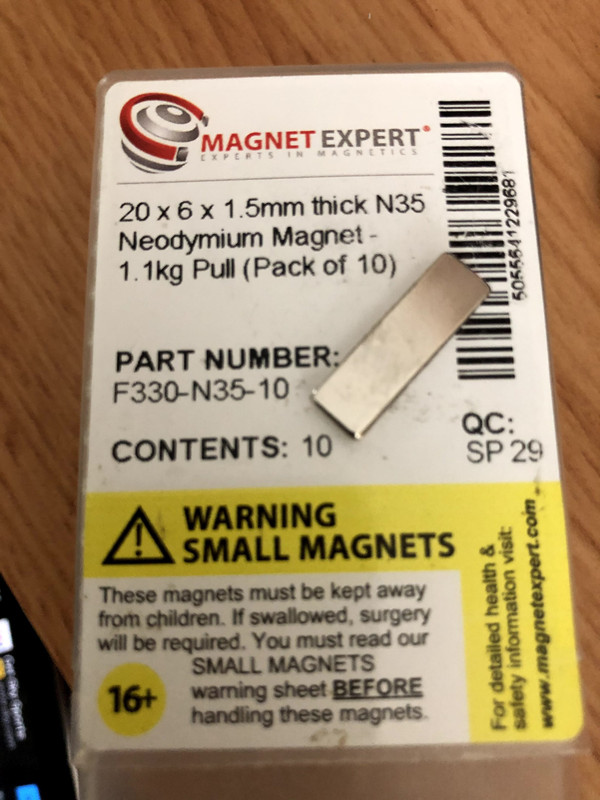 MAGNET EXPERT®
EXPERTS IN MAGNETICS
20 x 6 x 1.5mm thick N35
Neodymium Magnet -
1.1kg Pull (Pack of 10)
5055641229681
PART NUMBER:
F330-N35-10
CONTENTS: 10
QC:
SP 29
WARNING
SMALL MAGNETS
These magnets must be kept away
from children. If swallowed, surgery
will be required. You must read our
SMALL MAGNETS
warning sheet BEFORE
handling these magnets.
16+
For detailed health &
safety information visit:
www.magnetexpert.com